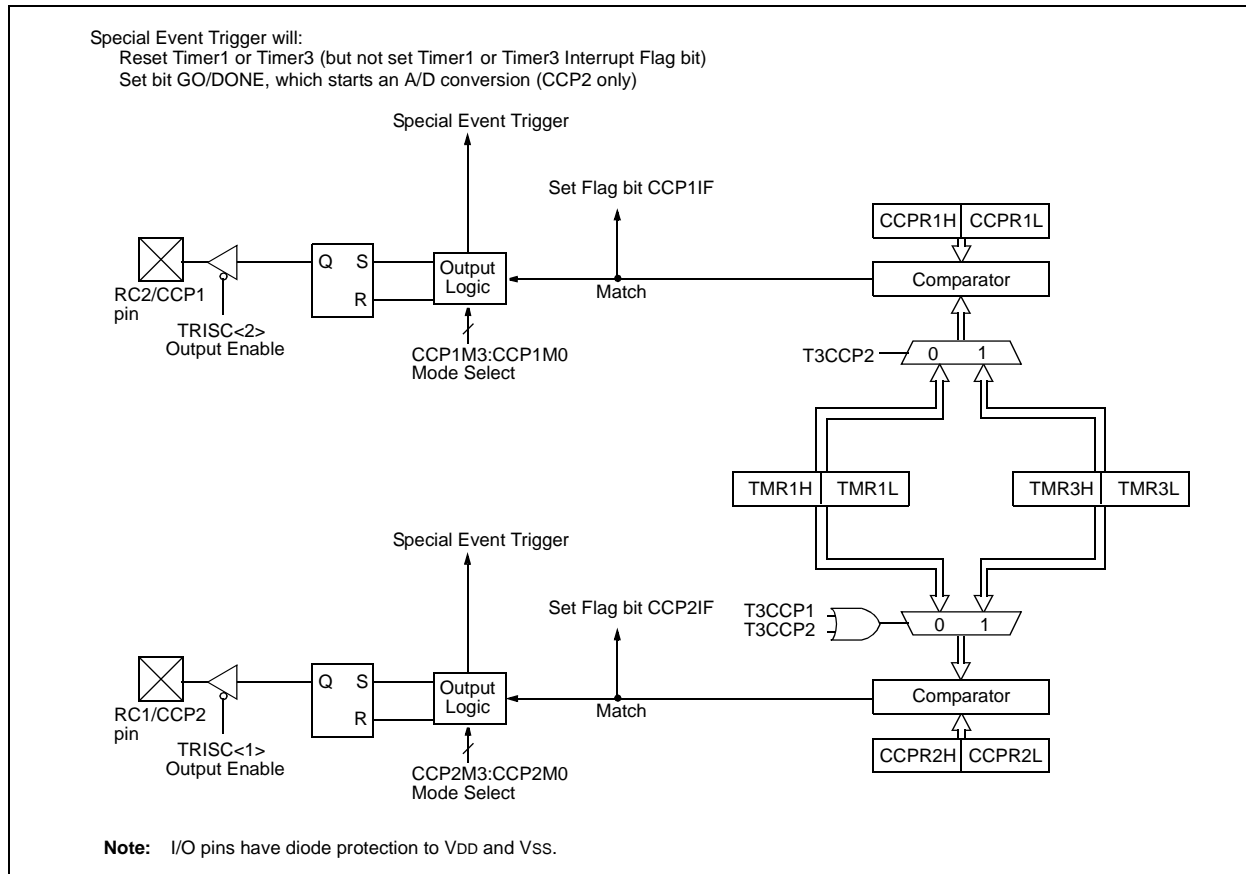 Special Event Trigger will:
Reset Timer1 or Timer3 (but not set Timer1 or Timer3 Interrupt Flag bit)
Set bit GO/DONE, which starts an A/D conversion (CCP2 only)
Special Event Trigger
Set Flag bit CCP1IF
CCPR1H CCPR1L
Q S
R
Output
Logic
Match
Comparator
RC2/CCP1
pin
TRISC<2>
Output Enable
CCP1M3:CCP1M0
Mode Select
T3CCP2
0 1
TMR1H TMR1L
TMR3H TMR3L
Special Event Trigger
Set Flag bit CCP2IF
T3CCP1
T3CCP2
0 1
Q S
R
Output
Logic
Match
Comparator
RC1/CCP2
pin
TRISC<1>
Output Enable
CCP2M3:CCP2M0
Mode Select
CCPR2H CCPR2L
Note: I/O pins have diode protection to VDD and VSS.